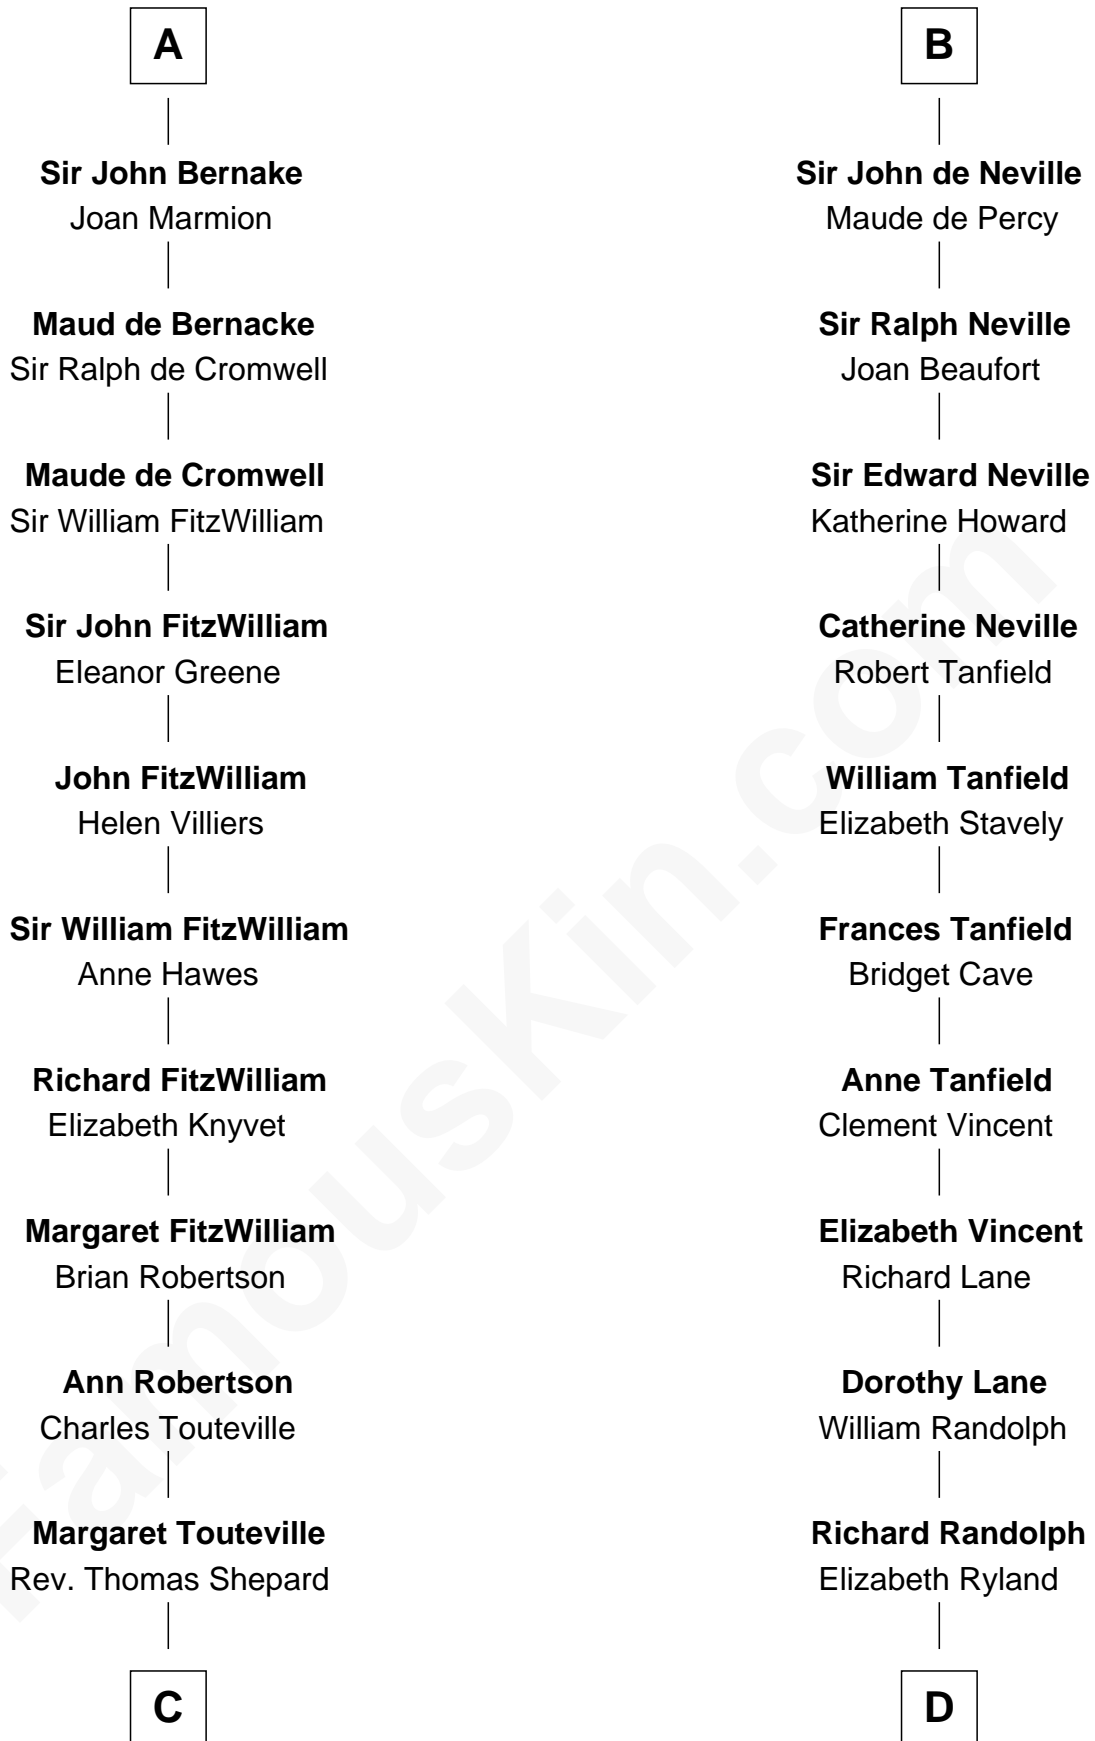 A
Sir John Bernake
Joan Marmion
Maud de Bernacke
Sir Ralph de Cromwell
Maude de Cromwell
Sir William FitzWilliam
Sir John FitzWilliam
Eleanor Greene
John FitzWilliam
Helen Villiers
Sir William FitzWilliam
Anne Hawes
Richard FitzWilliam
Elizabeth Knyvet
Margaret FitzWilliam
Brian Robertson
Ann Robertson
Charles Touteville
Margaret Touteville
Rev. Thomas Shepard
C
B
Sir John de Neville
Maude de Percy
Sir Ralph Neville
Joan Beaufort
Sir Edward Neville
Katherine Howard
Catherine Neville
Robert Tanfield
William Tanfield
Elizabeth Stavely
Frances Tanfield
Bridget Cave
Anne Tanfield
Clement Vincent
Elizabeth Vincent
Richard Lane
Dorothy Lane
William Randolph
Richard Randolph
Elizabeth Ryland
D
FamousKin.com